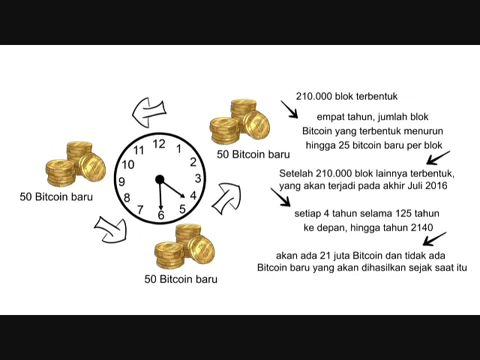 210.000 blok terbentuk
empat tahun, jumlah blok
Bitcoin yang terbentuk menurun
hingga 25 bitcoin baru per blok
Setelah 210.000 blok lainnya terbentuk,
yang akan terjadi pada akhir Juli 2016
setiap 4 tahun selama 125 tahun
ke depan, hingga tahun 2140
akan ada 21 juta Bitcoin dan tidak ada
Bitcoin baru yang akan dihasilkan sejak saat itu
50 Bitcoin baru
50 Bitcoin baru
50 Bitcoin baru
12
1
2
3
4
5
6
7
8
9
10
11